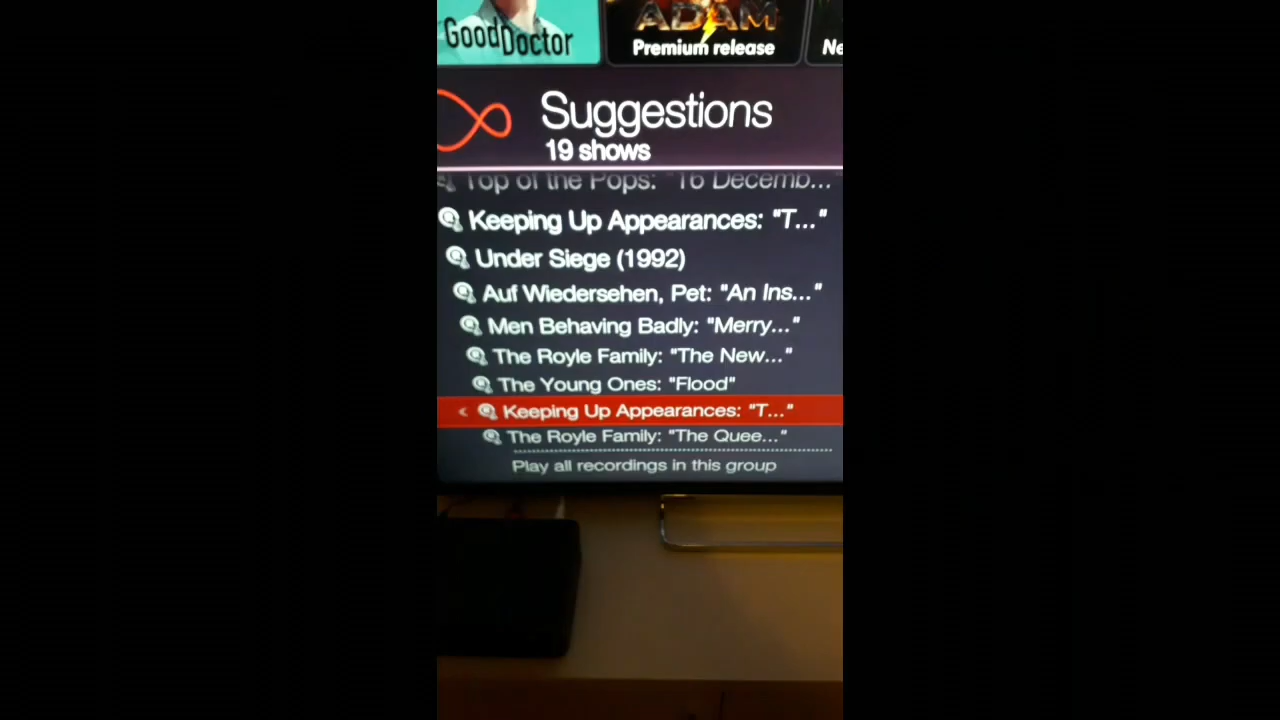 GoodDoctor
ADAM
Premium release
Ne
Suggestions
19 shows
Top of the Pops: "16 Decemb...
Keeping Up Appearances: "T..."
Under Siege (1992)
Auf Wiedersehen, Pet: "An Ins..."
Men Behaving Badly: "Merry..."
The Royle Family: "The New..."
The Young Ones: "Flood"
Keeping Up Appearances: "T..."
The Royle Family: "The Quee..."
Play all recordings in this group